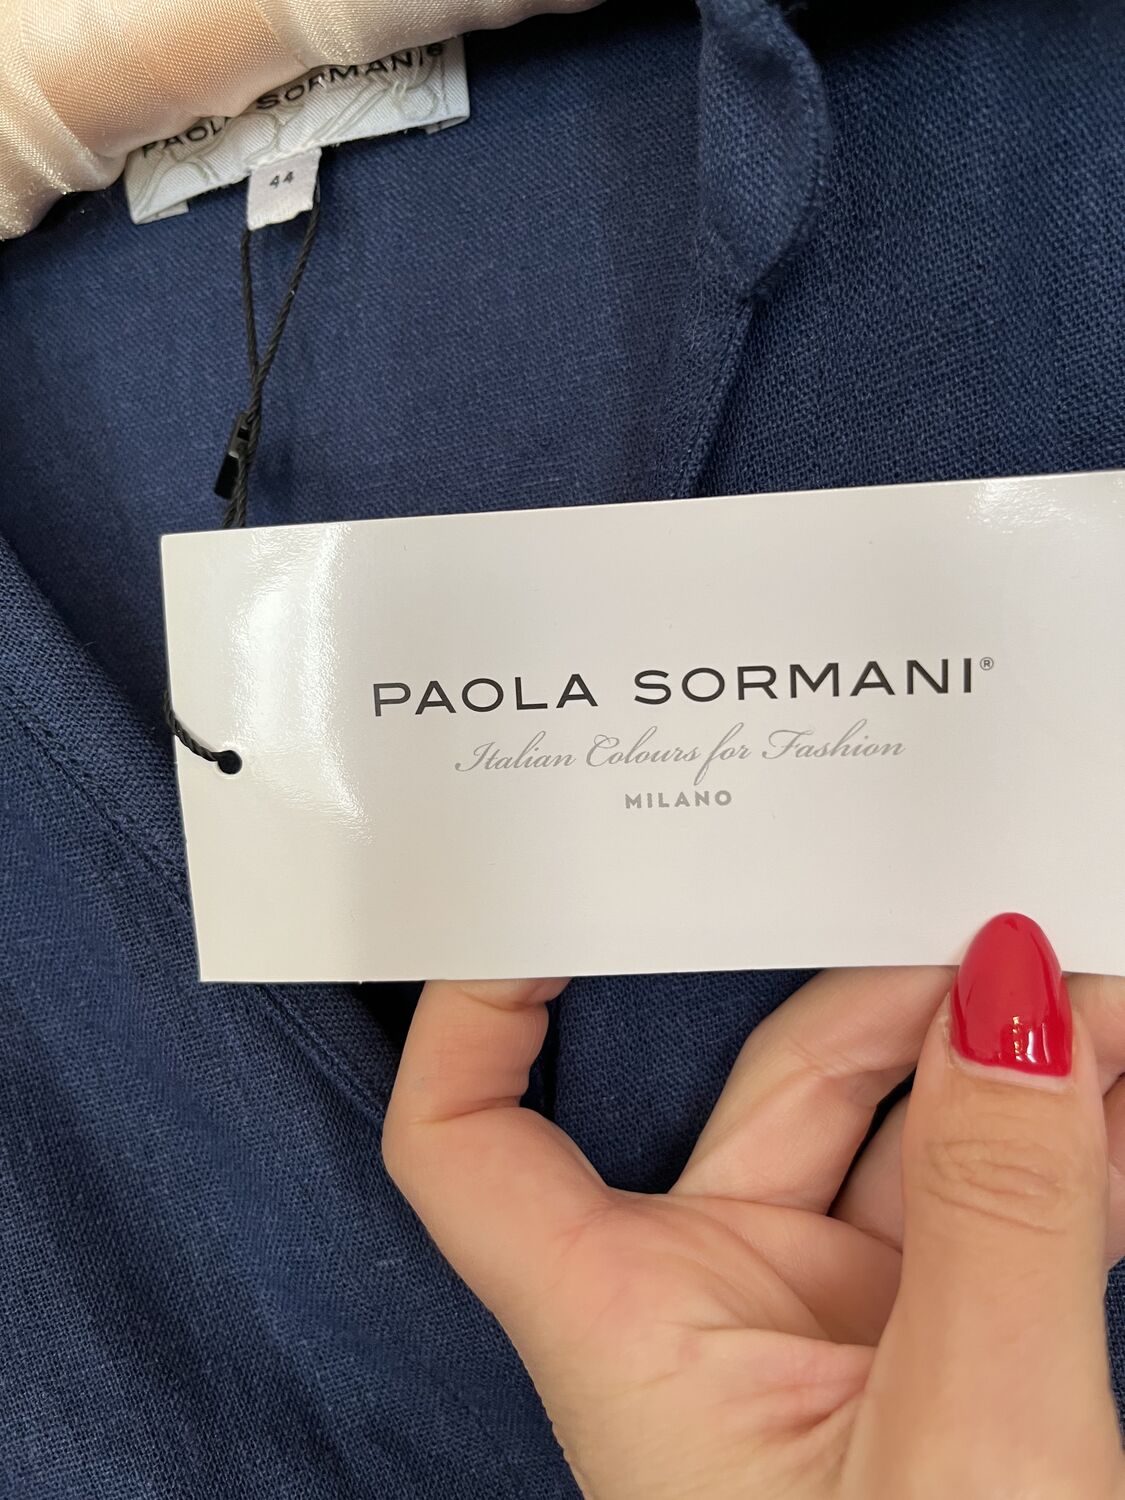 PAOLA SORMANI®
44
PAOLA SORMANI®
Italian Colours for Fashion
MILANO